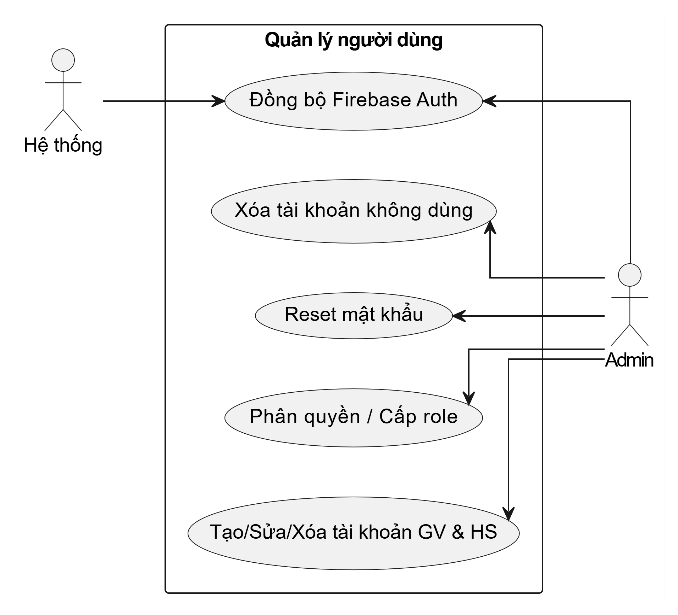 Quản lý người dùng
Đồng bộ Firebase Auth
Hệ thống
Xóa tài khoản không dùng
Reset mật khẩu
Admin
Phân quyền / Cấp role
Tạo/Sửa/Xóa tài khoản GV & HS